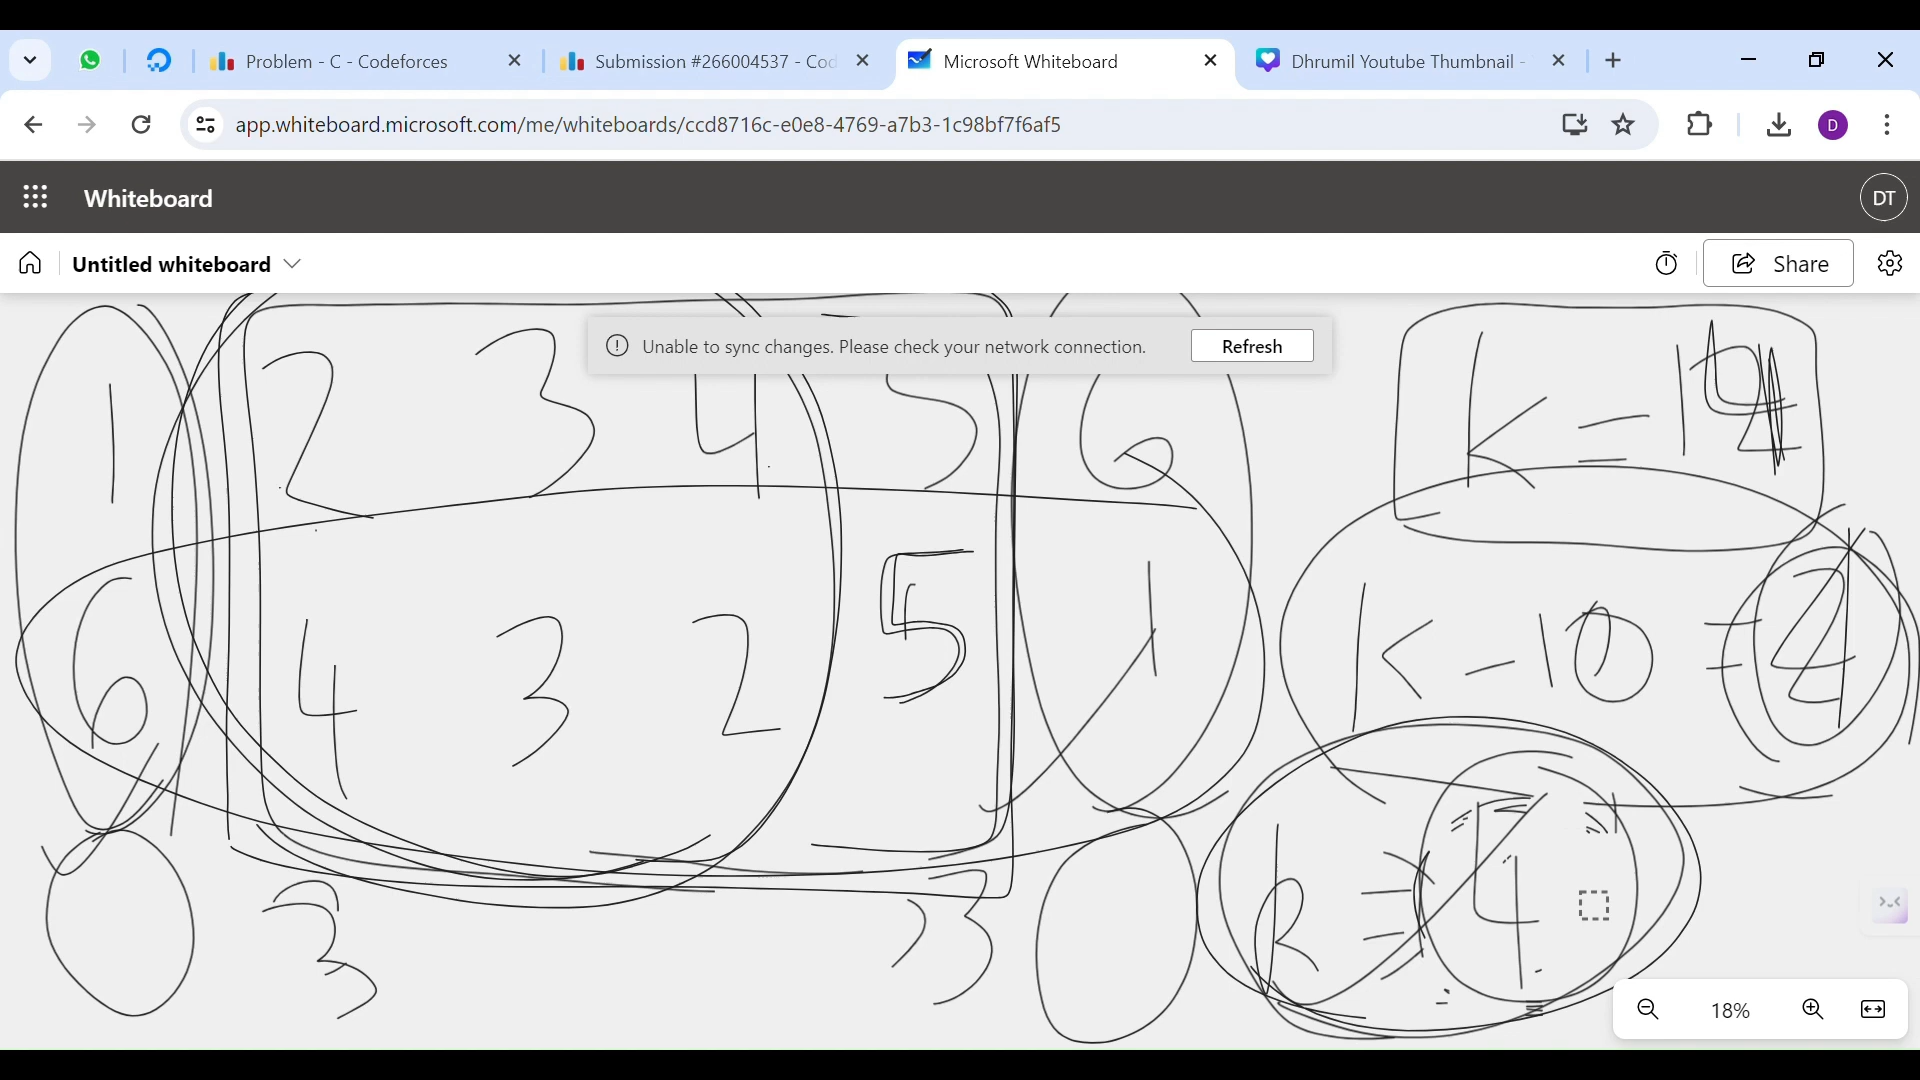 Problem - C - Codeforces
Submission #266004537 - Cod
Microsoft Whiteboard
Dhrumil Youtube Thumbnail -
app.whiteboard.microsoft.com/me/whiteboards/ccd8716c-e0e8-4769-a7b3-1c98bf7f6af5
D
Whiteboard
DT
Untitled whiteboard
Share
Unable to sync changes. Please check your network connection.
Refresh
1 2 3 4 5 6
6 4 3 2 5 1
K - 10 =
3 3
k = 4
18%